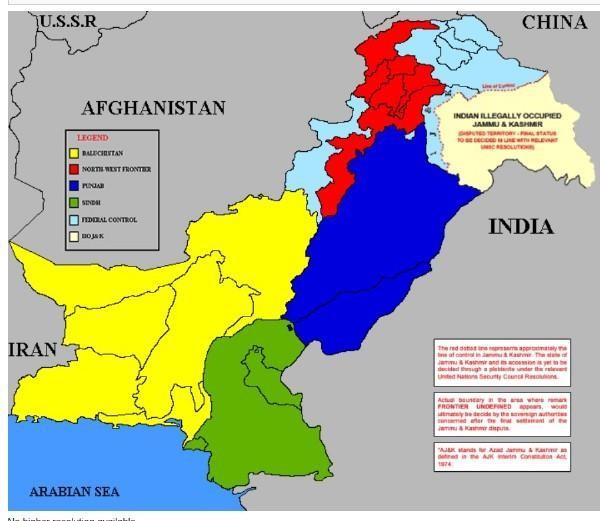 U.S.S.R
CHINA
AFGHANISTAN
Line of Control
INDIAN ILLEGALLY OCCUPIED
JAMMU & KASHMIR
(DISPUTED TERRITORY - FINAL STATUS
TO BE DECIDED IN LINE WITH RELEVANT
UNSC RESOLUTIONS)
LEGEND
BALUCHISTAN
NORTH-WEST FRONTIER
PUNJAB
SINDH
FEDERAL CONTROL
IIOJ&K
INDIA
IRAN
The red dotted line represents approximately the
line of control in Jammu & Kashmir. The state of
Jammu & Kashmir and its accession is yet to be
decided through a plebiscite under the relevant
United Nations Security Council Resolutions.
Actual boundary in the area where remark
FRONTIER UNDEFINED appears, would
ultimately be decide by the sovereign authorities
concerned after the final settlement of the
Jammu & Kashmir dispute.
*AJ&K stands for Azad Jammu & Kashmir as
defined in the AJK Interim Constitution Act,
1974.
ARABIAN SEA